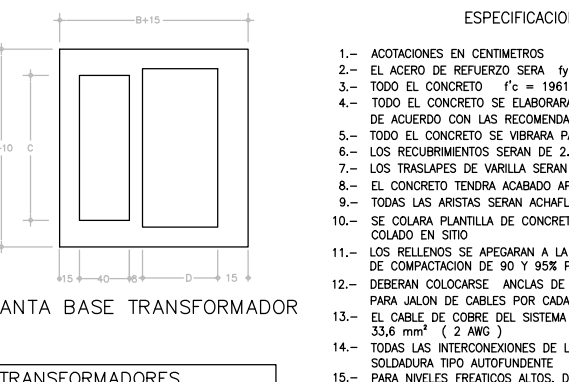 B+15
10
C
15
40
D
15
ANTA BASE TRANSFORMADOR
TRANSFORMADORES
ESPECIFICACION
1.- ACOTACIONES EN CENTIMETROS
2.- EL ACERO DE REFUERZO SERA fy
3.- TODO EL CONCRETO f'c = 1961
4.- TODO EL CONCRETO SE ELABORARA
DE ACUERDO CON LAS RECOMENDA
5.- TODO EL CONCRETO SE VIBRARA PA
6.- LOS RECUBRIMIENTOS SERAN DE 2.
7.- LOS TRASLAPES DE VARILLA SERAN
8.- EL CONCRETO TENDRA ACABADO AP
9.- TODAS LAS ARISTAS SERAN ACHAFL
10.- SE COLARA PLANTILLA DE CONCRET
COLADO EN SITIO
11.- LOS RELLENOS SE APEGARAN A LA
DE COMPACTACION DE 90 Y 95% P
12.- DEBERAN COLOCARSE ANCLAS DE
PARA JALON DE CABLES POR CADA
13.- EL CABLE DE COBRE DEL SISTEMA
33,6 mm² ( 2 AWG )
14.- TODAS LAS INTERCONEXIONES DE L
SOLDADURA TIPO AUTOFUNDENTE
15.- PARA NIVELES FREATICOS ALTOS, D